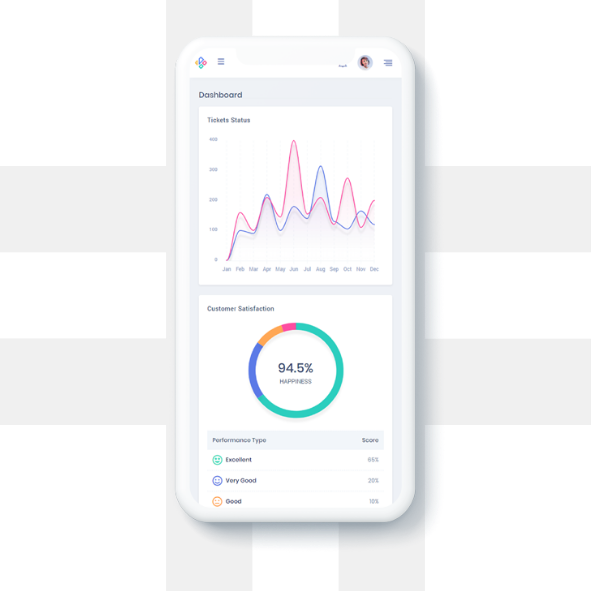 Dashboard
Tickets Status
400
300
200
100
0
Jan Feb Mar Apr May Jun Jul Aug Sep Oct Nov Dec
Customer Satisfaction
94.5%
HAPPINESS
Performance Type Score
Excellent 65%
Very Good 20%
Good 10%